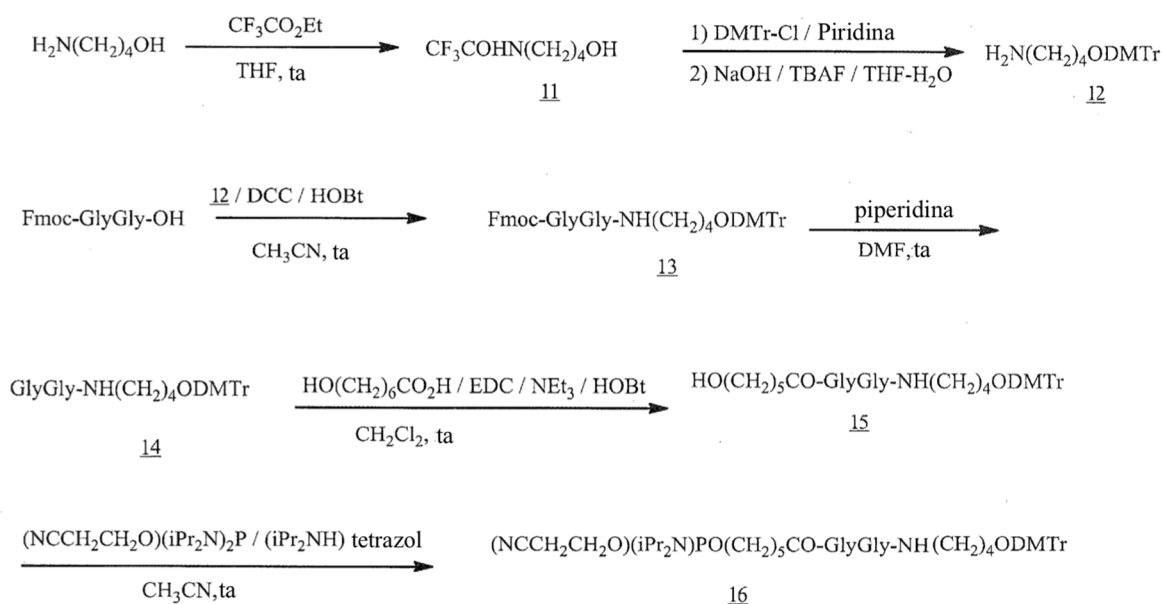 H₂N(CH₂)₄OH
CF₃CO₂Et
THF, ta
CF₃COHN(CH₂)₄OH
11
1) DMTr-Cl / Piridina
2) NaOH / TBAF / THF-H₂O
H₂N(CH₂)₄ODMTr
12
Fmoc-GlyGly-OH
12 / DCC / HOBt
CH₃CN, ta
Fmoc-GlyGly-NH(CH₂)₄ODMTr
13
piperidina
DMF,ta
GlyGly-NH(CH₂)₄ODMTr
14
HO(CH₂)₆CO₂H / EDC / NEt₃ / HOBt
CH₂Cl₂, ta
HO(CH₂)₅CO-GlyGly-NH(CH₂)₄ODMTr
15
(NCCH₂CH₂O)(iPr₂N)₂P / (iPr₂NH) tetrazol
CH₃CN,ta
(NCCH₂CH₂O)(iPr₂N)PO(CH₂)₅CO-GlyGly-NH(CH₂)₄ODMTr
16